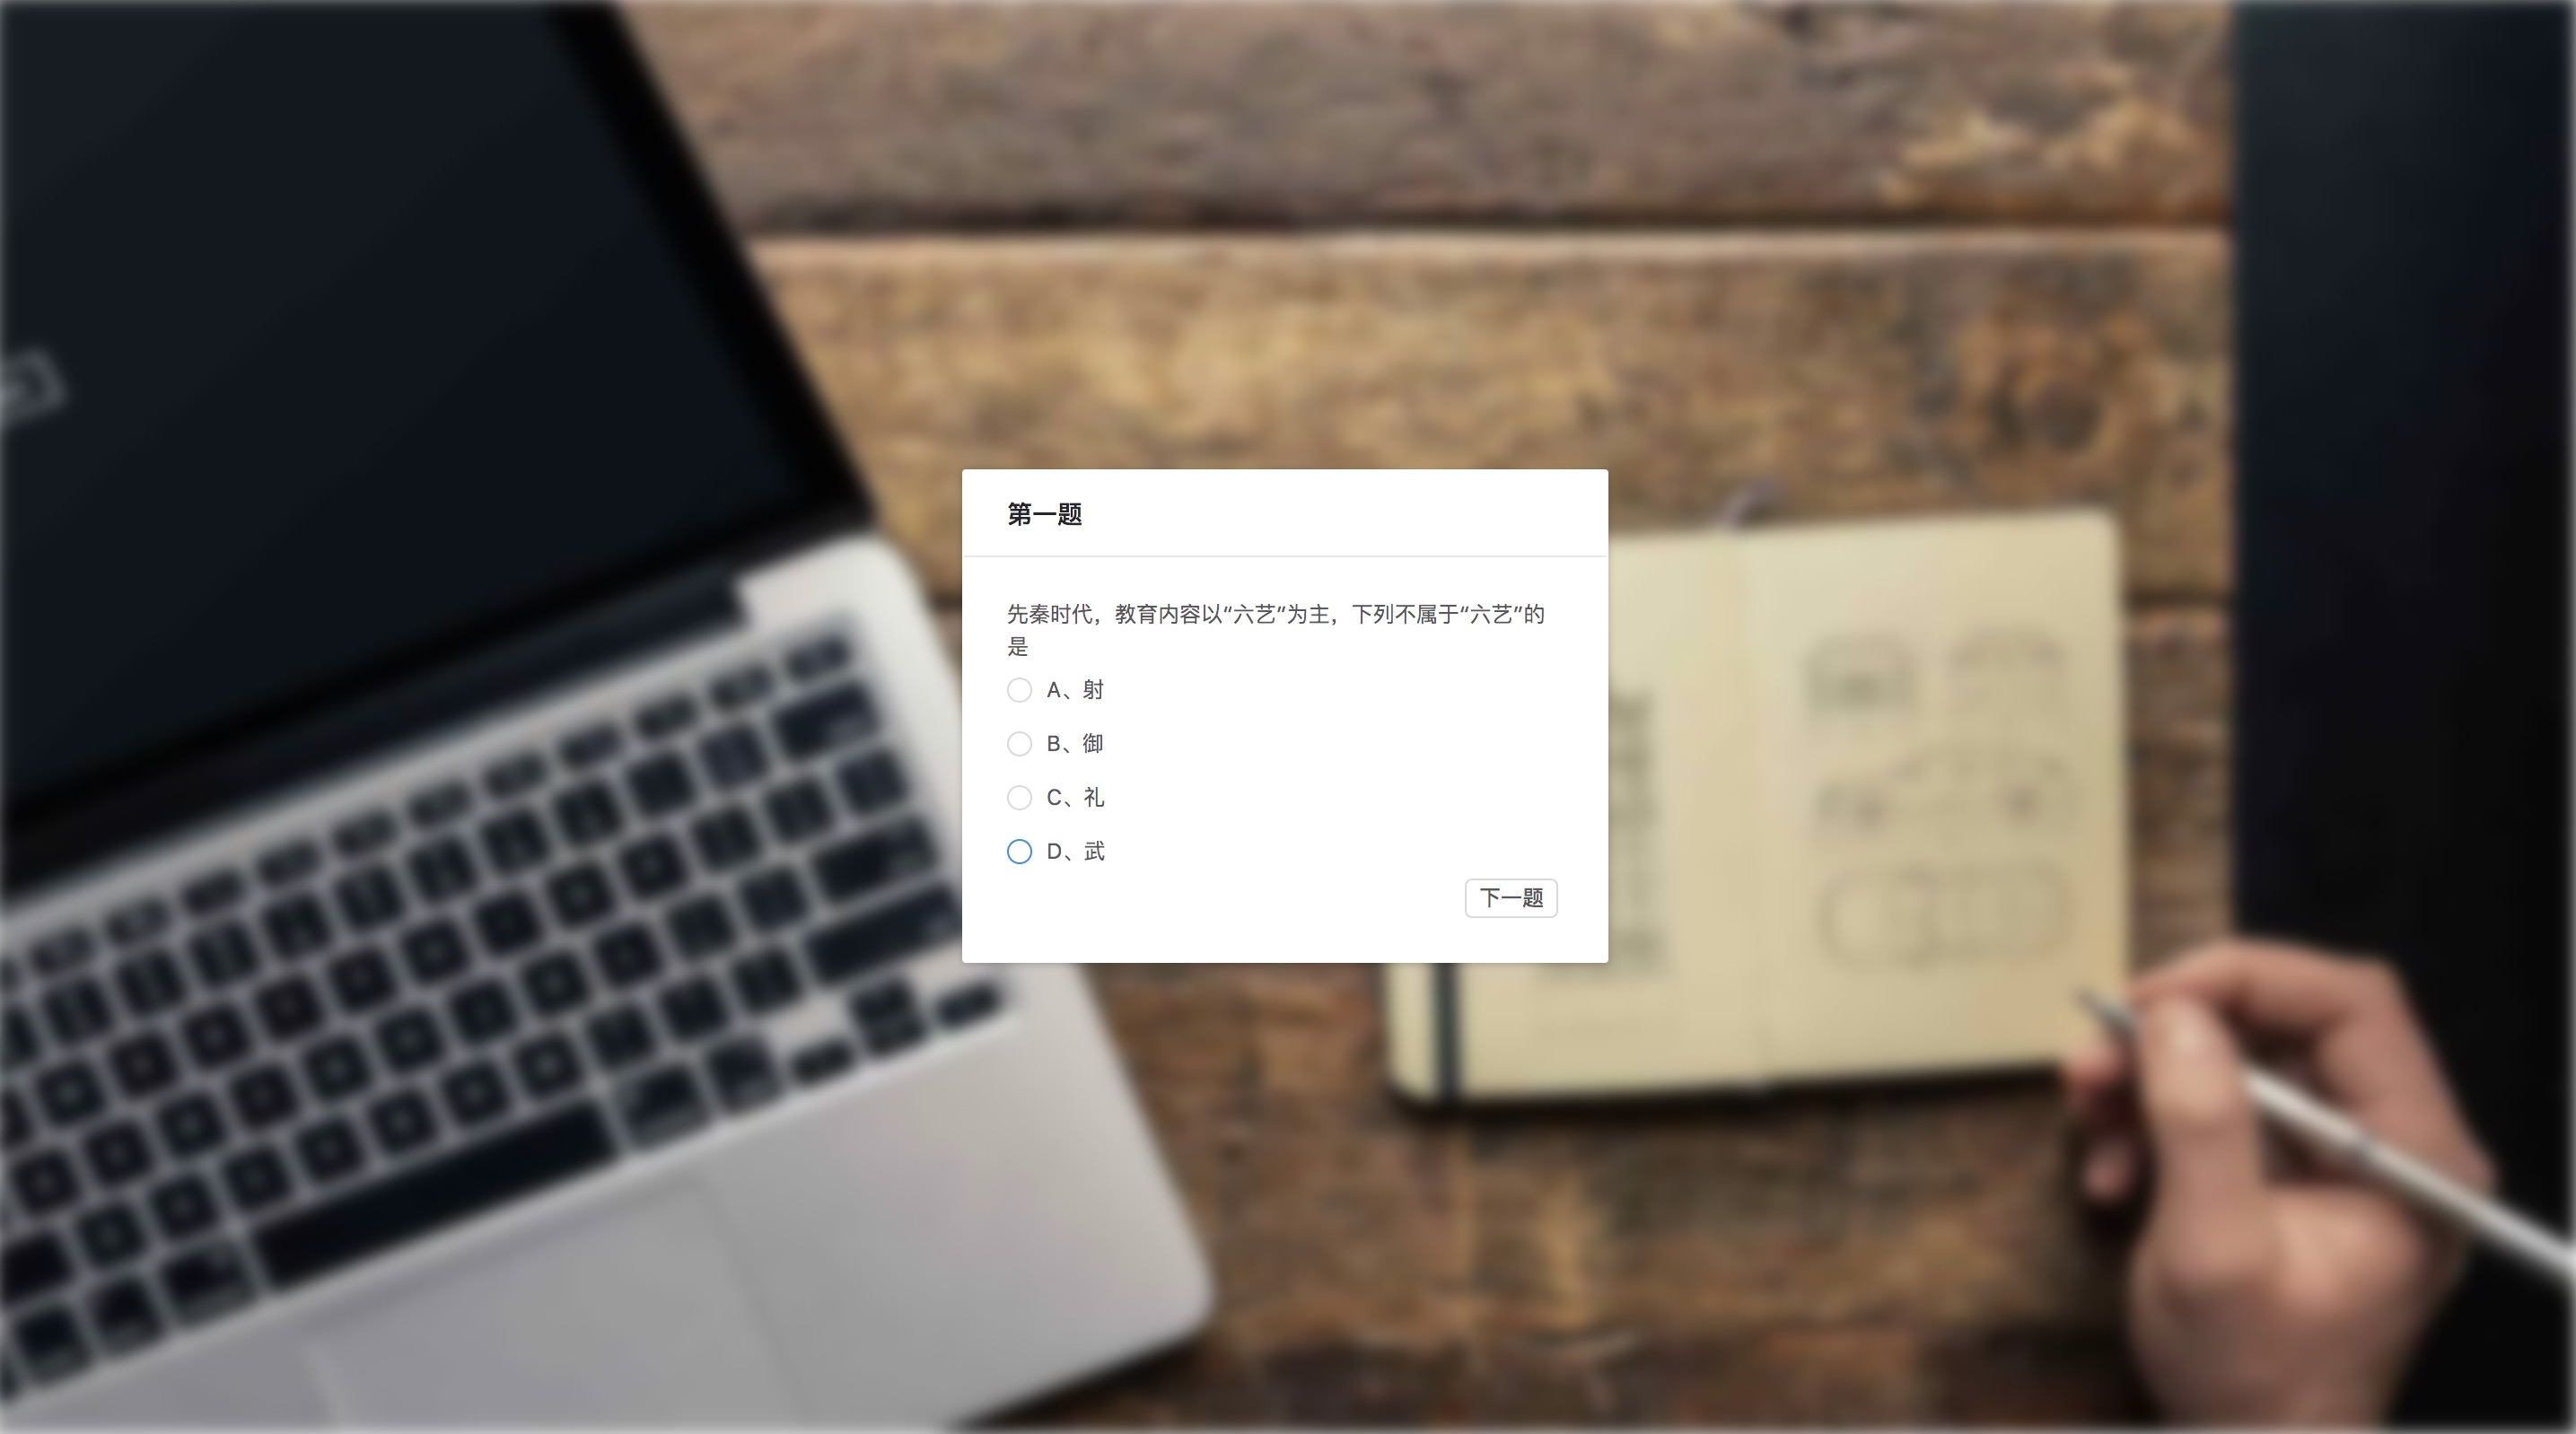 第一题
先秦时代，教育内容以“六艺”为主，下列不属于“六艺”的
是
A、射
B、御
C、礼
D、武
下一题